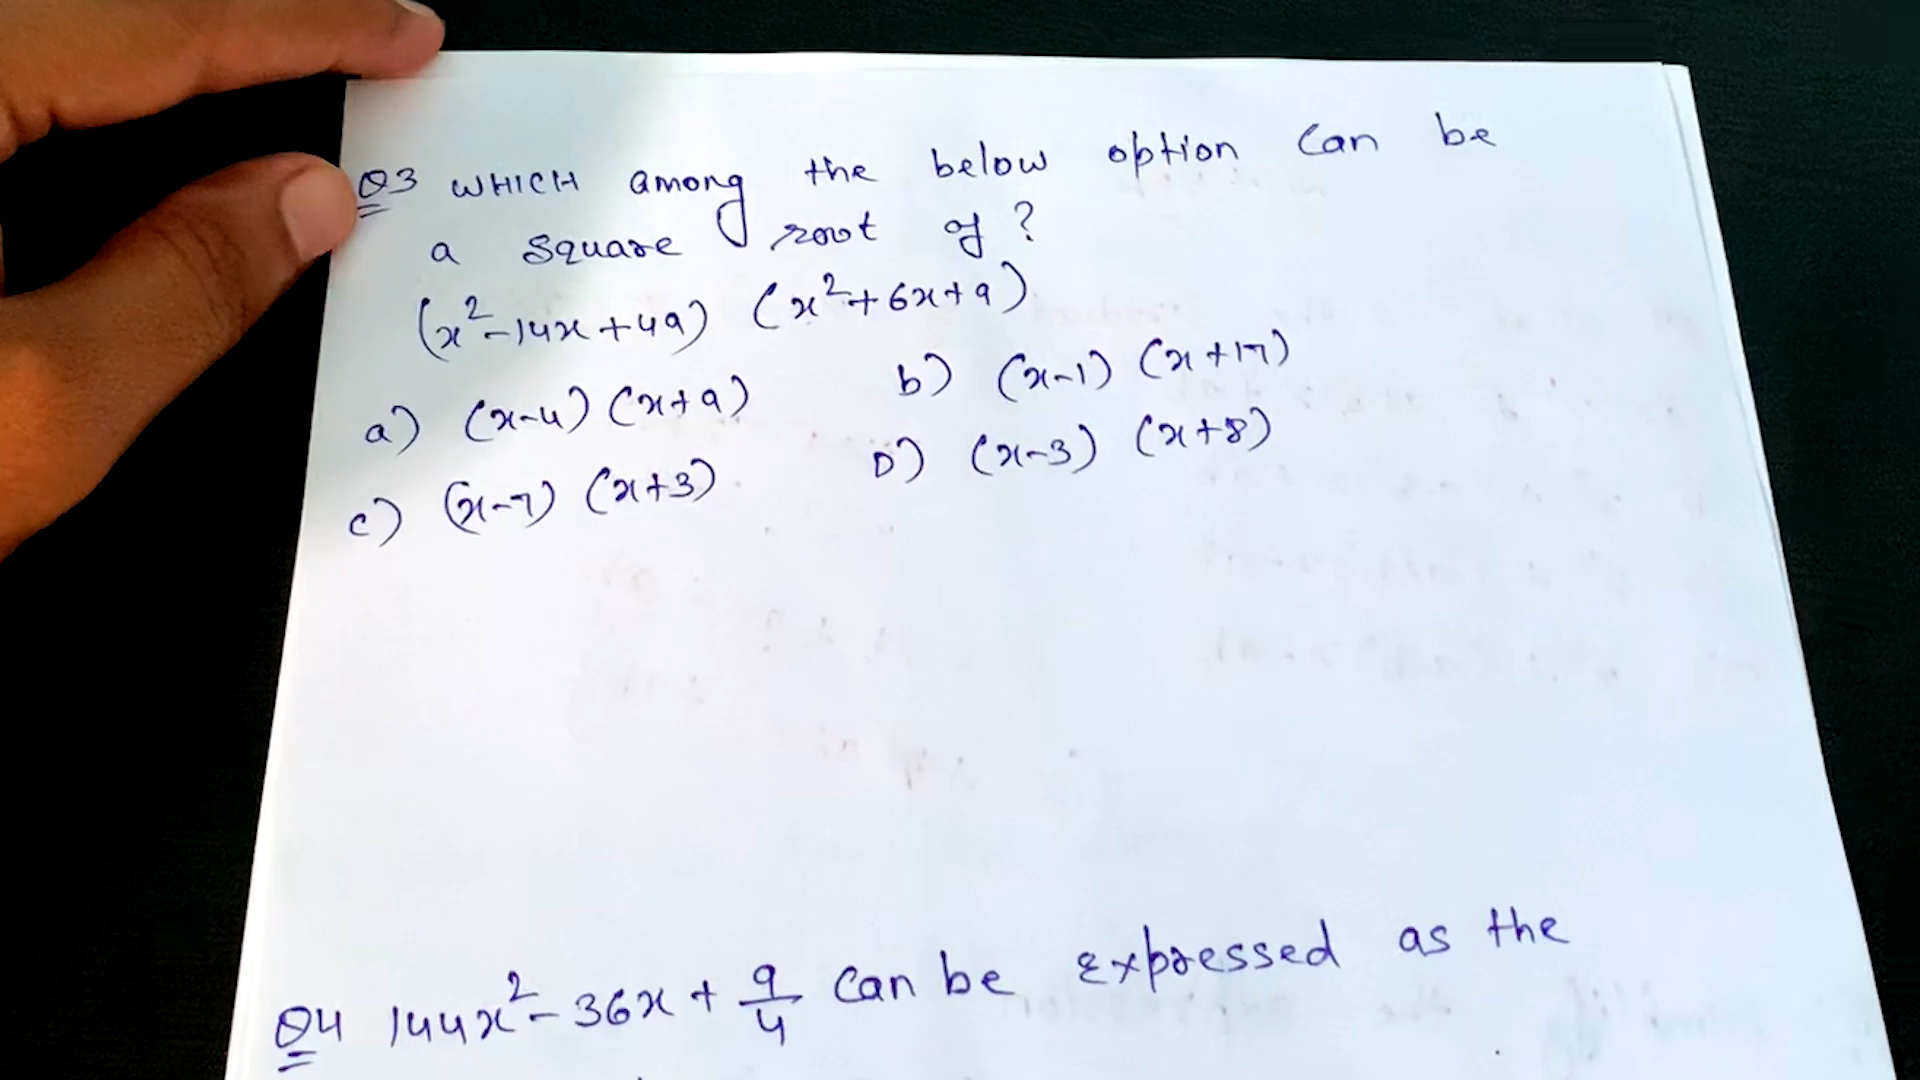 Q3 WHICH among the below option can be
a square root of ?
(x²-14x+49) (x²+6x+9)
a) (x-4) (x+9) b) (x-1) (x+17)
c) (x-7) (x+3) D) (x-3) (x+8)
Q4 144x²-36x+9/4 can be expressed as the